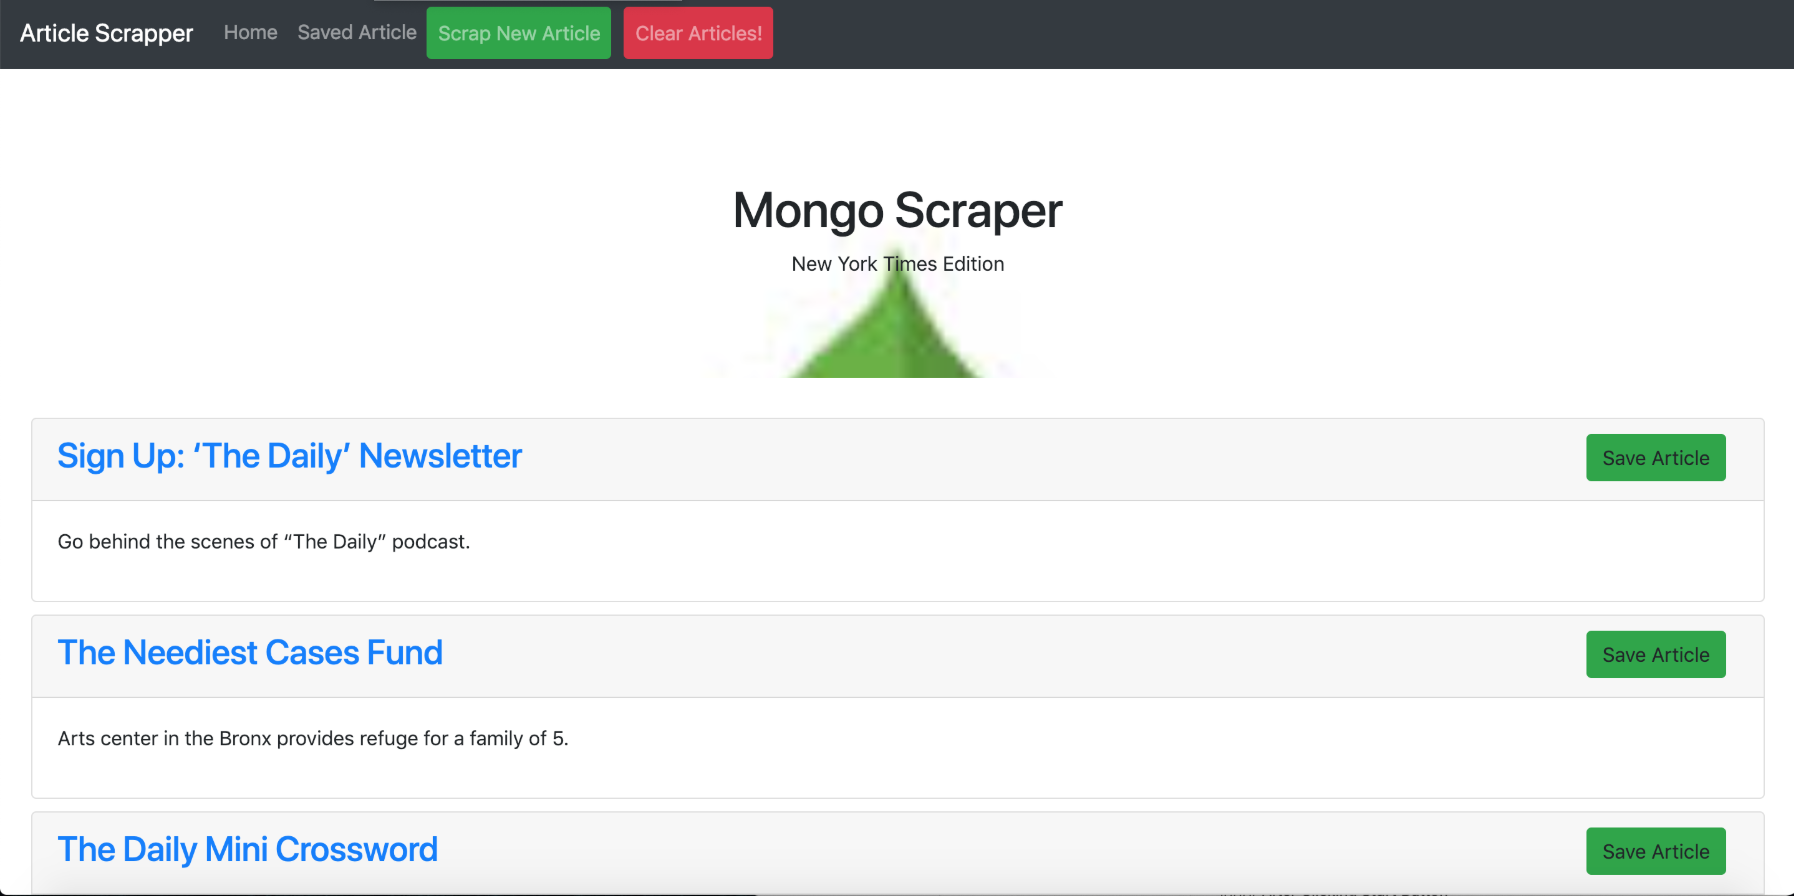 Article Scrapper Home Saved Article Scrap New Article Clear Articles!
Mongo Scraper
New York Times Edition
Sign Up: ‘The Daily’ Newsletter Save Article
Go behind the scenes of “The Daily” podcast.
The Neediest Cases Fund Save Article
Arts center in the Bronx provides refuge for a family of 5.
The Daily Mini Crossword Save Article